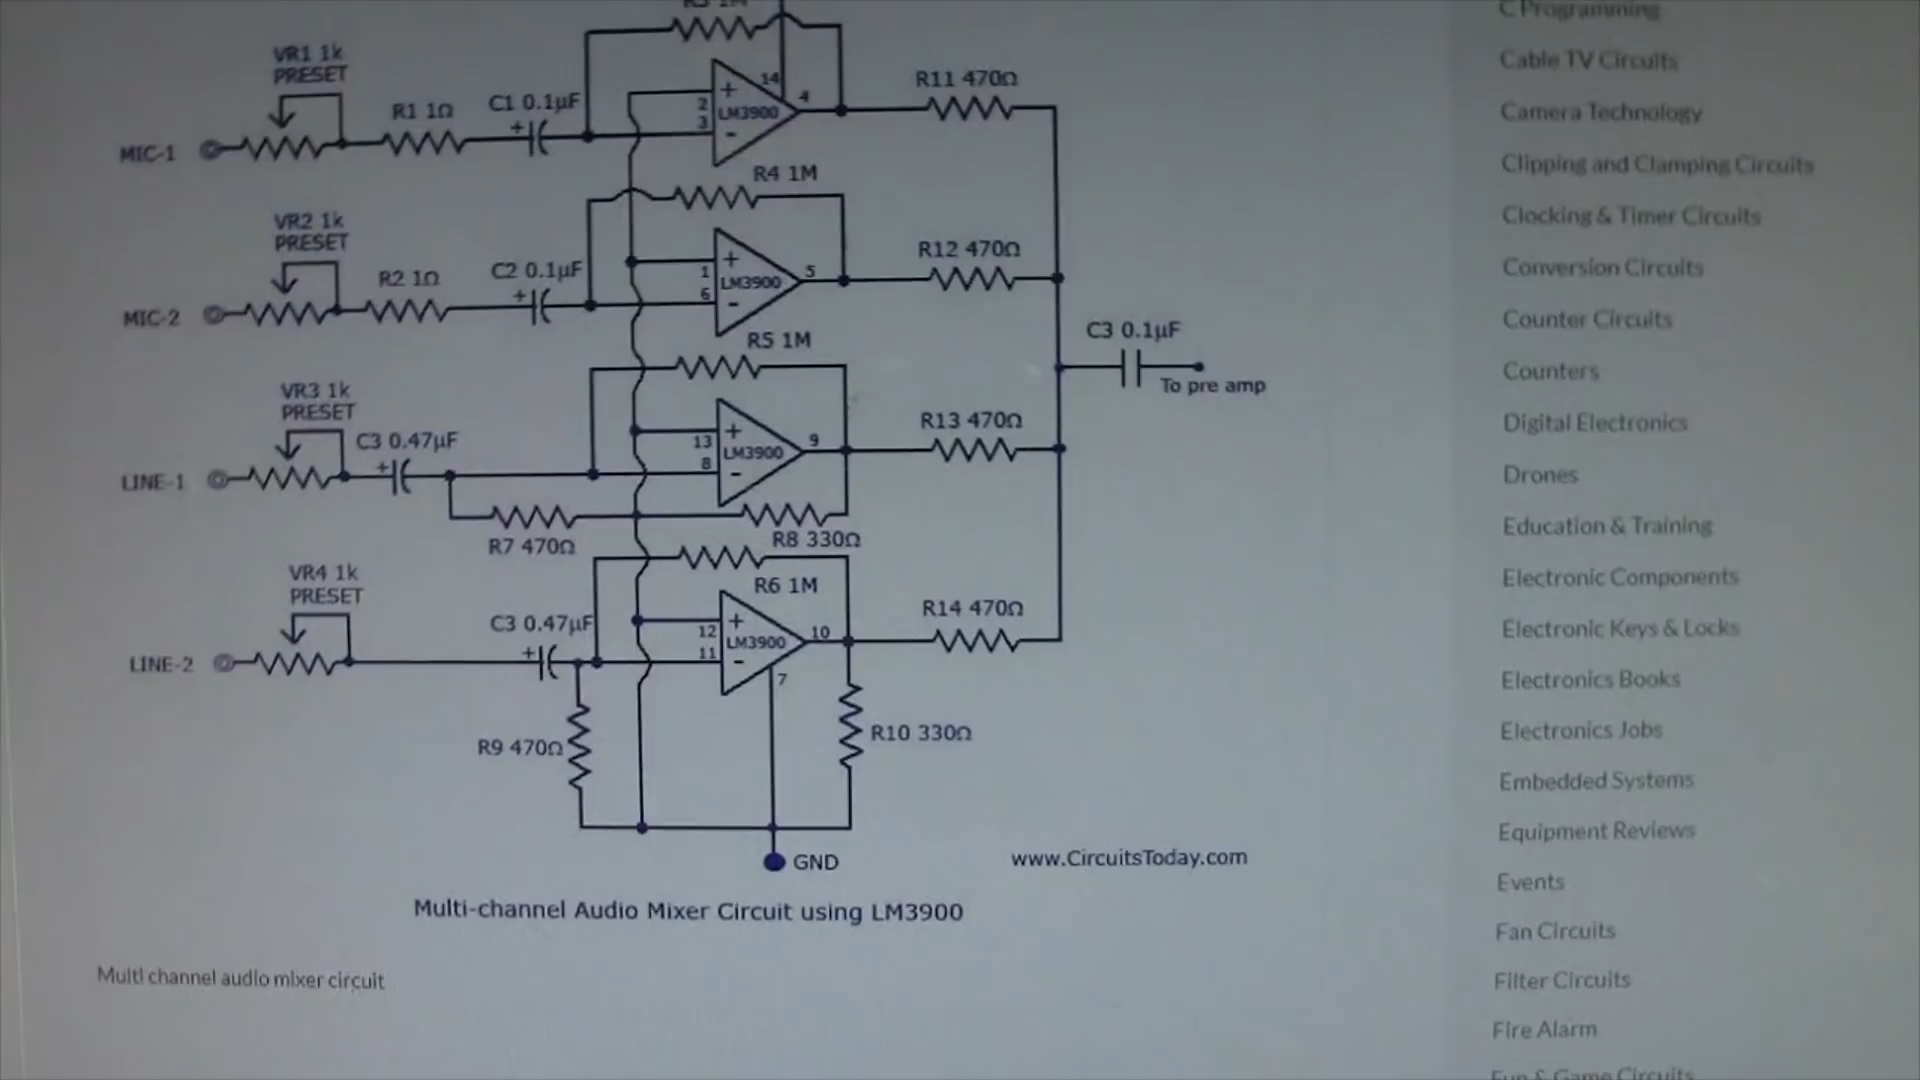 R3 1M
VR1 1k
PRESET
R1 1Ω
C1 0.1µF
+
MIC-1
14
+
2
LM3900
3
-
4
R11 470Ω
R4 1M
VR2 1k
PRESET
R2 1Ω
C2 0.1µF
+
MIC-2
+
1
LM3900
6
-
5
R12 470Ω
C3 0.1µF
To pre amp
R5 1M
VR3 1k
PRESET
C3 0.47µF
+
LINE-1
+
13
LM3900
8
-
9
R13 470Ω
R7 470Ω
R8 330Ω
VR4 1k
PRESET
R6 1M
C3 0.47µF
+
LINE-2
+
12
LM3900
11
-
10
7
R14 470Ω
R9 470Ω
R10 330Ω
GND
www.CircuitsToday.com
Multi-channel Audio Mixer Circuit using LM3900
Multi channel audio mixer circuit
C Programming
Cable TV Circuits
Camera Technology
Clipping and Clamping Circuits
Clocking & Timer Circuits
Conversion Circuits
Counter Circuits
Counters
Digital Electronics
Drones
Education & Training
Electronic Components
Electronic Keys & Locks
Electronics Books
Electronics Jobs
Embedded Systems
Equipment Reviews
Events
Fan Circuits
Filter Circuits
Fire Alarm
Fun & Game Circuits